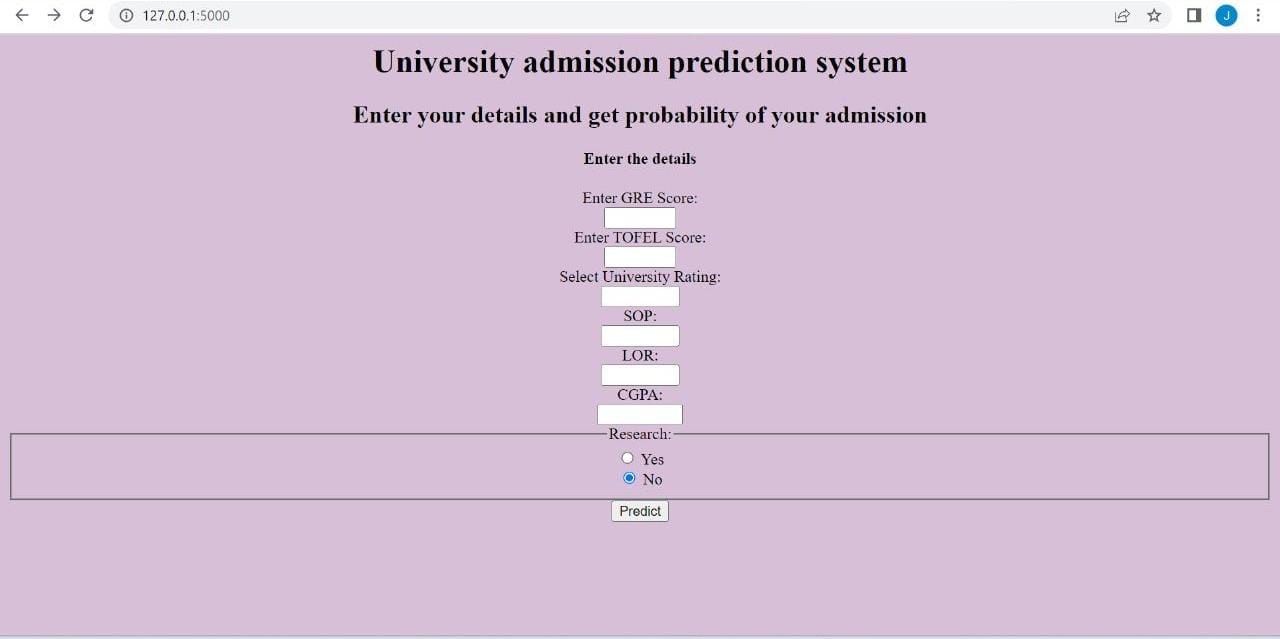 127.0.0.1:5000
J
University admission prediction system
Enter your details and get probability of your admission
Enter the details
Enter GRE Score:
Enter TOFEL Score:
Select University Rating:
SOP:
LOR:
CGPA:
Research:
Yes
No
Predict